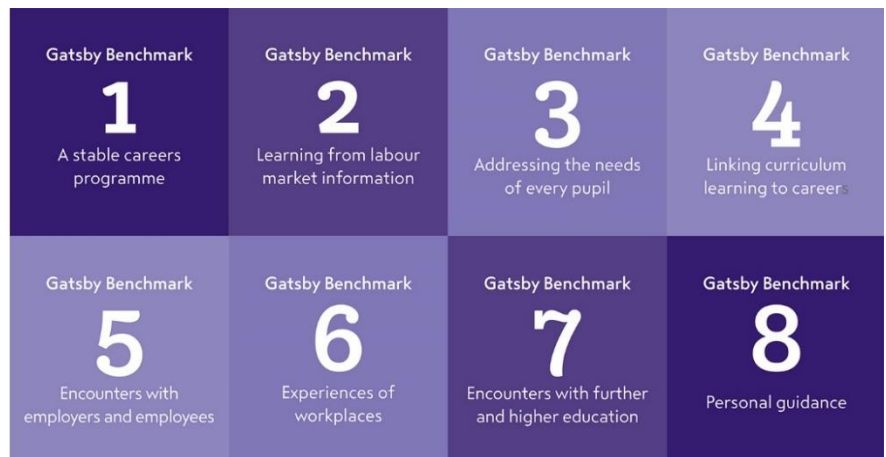 Gatsby Benchmark
1
A stable careers
programme
Gatsby Benchmark
2
Learning from labour
market information
Gatsby Benchmark
3
Addressing the needs
of every pupil
Gatsby Benchmark
4
Linking curriculum
learning to careers
Gatsby Benchmark
5
Encounters with
employers and employees
Gatsby Benchmark
6
Experiences of
workplaces
Gatsby Benchmark
7
Encounters with further
and higher education
Gatsby Benchmark
8
Personal guidance